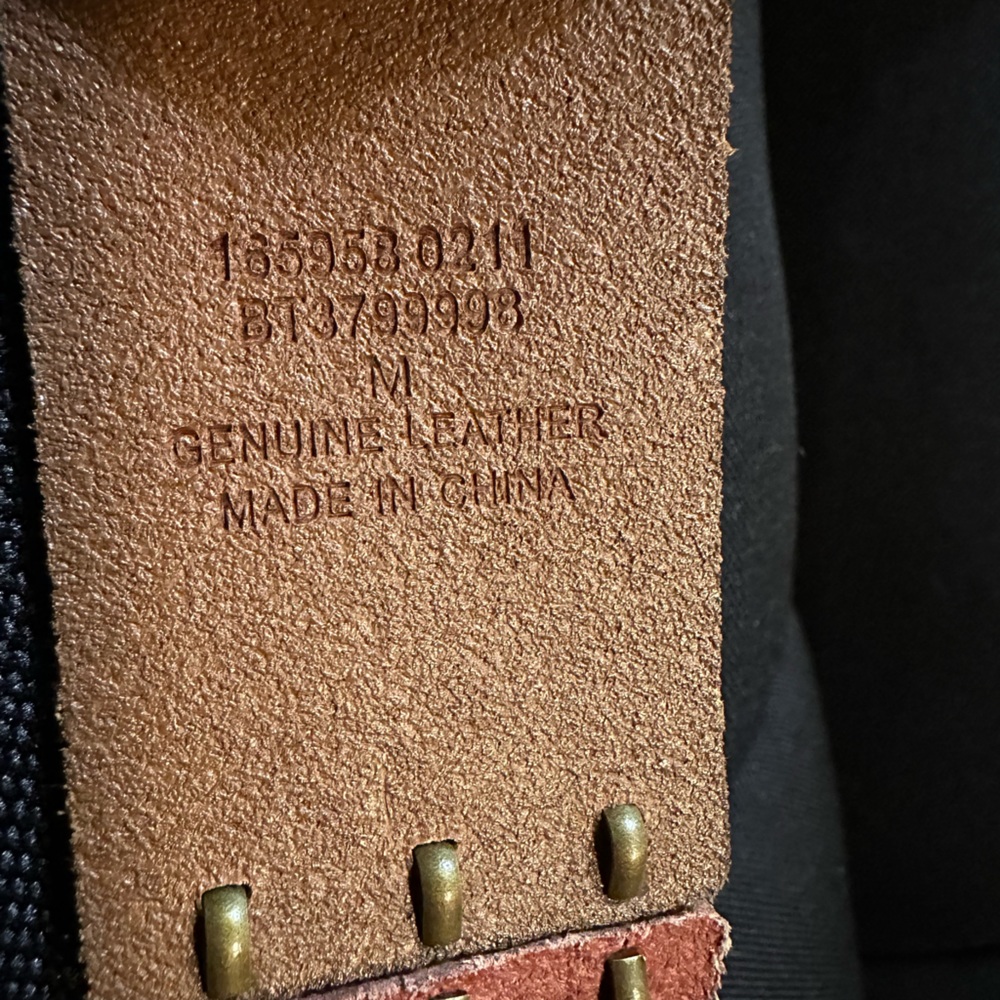 165958 0211
BT3799998
M
GENUINE LEATHER
MADE IN CHINA